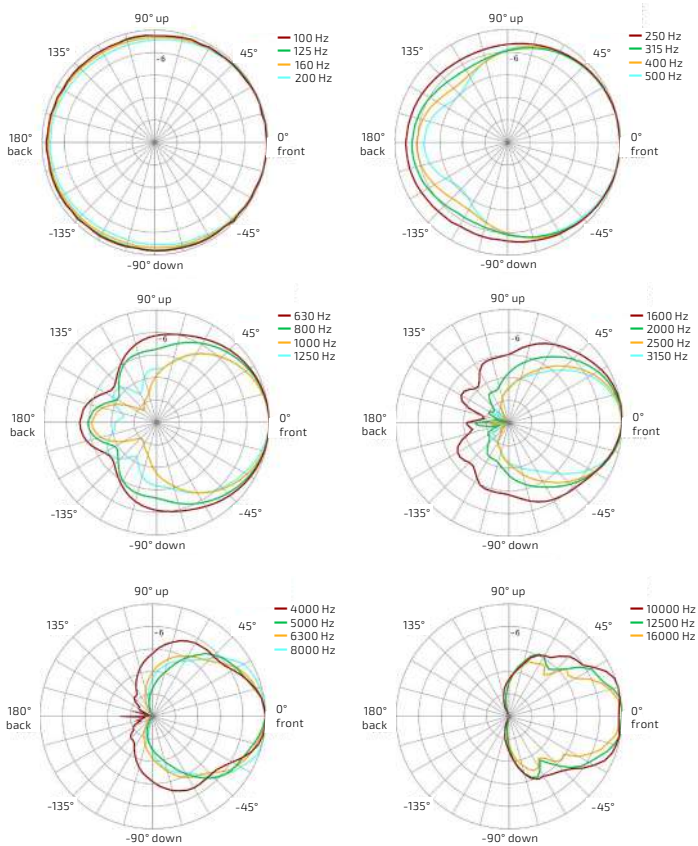 90° up
135°
45°
-6
180°
back
0°
front
-135°
-45°
-90° down
100 Hz
125 Hz
160 Hz
200 Hz
90° up
135°
45°
-6
180°
back
0°
front
-135°
-45°
-90° down
250 Hz
315 Hz
400 Hz
500 Hz
90° up
135°
45°
-6
180°
back
0°
front
-135°
-45°
-90° down
630 Hz
800 Hz
1000 Hz
1250 Hz
90° up
135°
45°
-6
180°
back
0°
front
-135°
-45°
-90° down
1600 Hz
2000 Hz
2500 Hz
3150 Hz
90° up
135°
45°
-6
180°
back
0°
front
-135°
-45°
-90° down
4000 Hz
5000 Hz
6300 Hz
8000 Hz
90° up
135°
45°
-6
180°
back
0°
front
-135°
-45°
-90° down
10000 Hz
12500 Hz
16000 Hz